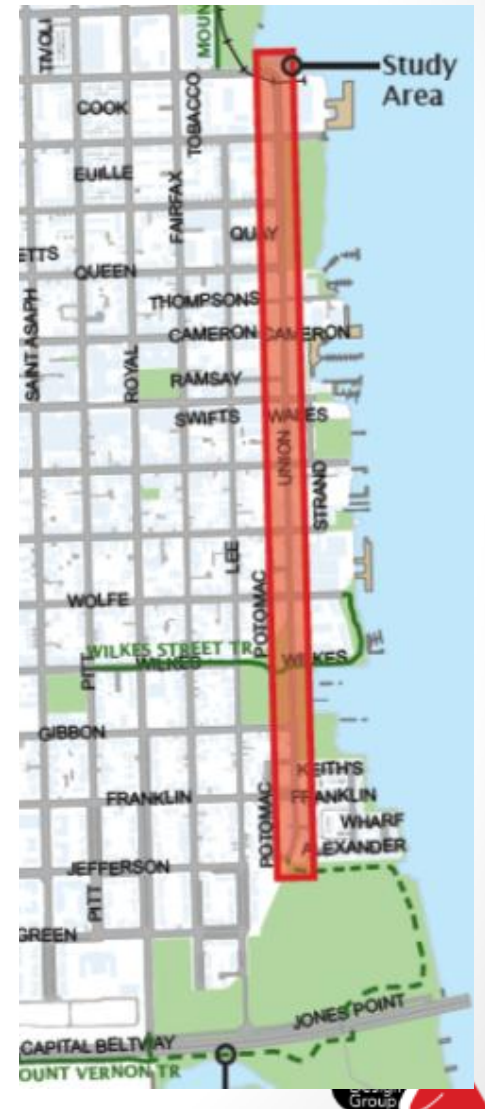 TIVOLI
MOUN
Study
Area
COOK
TOBACCO
EUILLE
FAIRFAX
QUAY
ETTS
QUEEN
SAINT ASAPH
THOMPSONS
ROYAL
CAMERON CAMERON
RAMSAY
SWIFTS WALES
UNION
STRAND
LEE
POTOMAC
WOLFE
WILKES STREET TR
WILKES WILKES
PITT
GIBBON
KEITH'S
FRANKLIN FRANKLIN
WHARF
POTOMAC
ALEXANDER
JEFFERSON
PITT
GREEN
JONES POINT
CAPITAL BELTWAY
OUNT VERNON TR
Design
Group